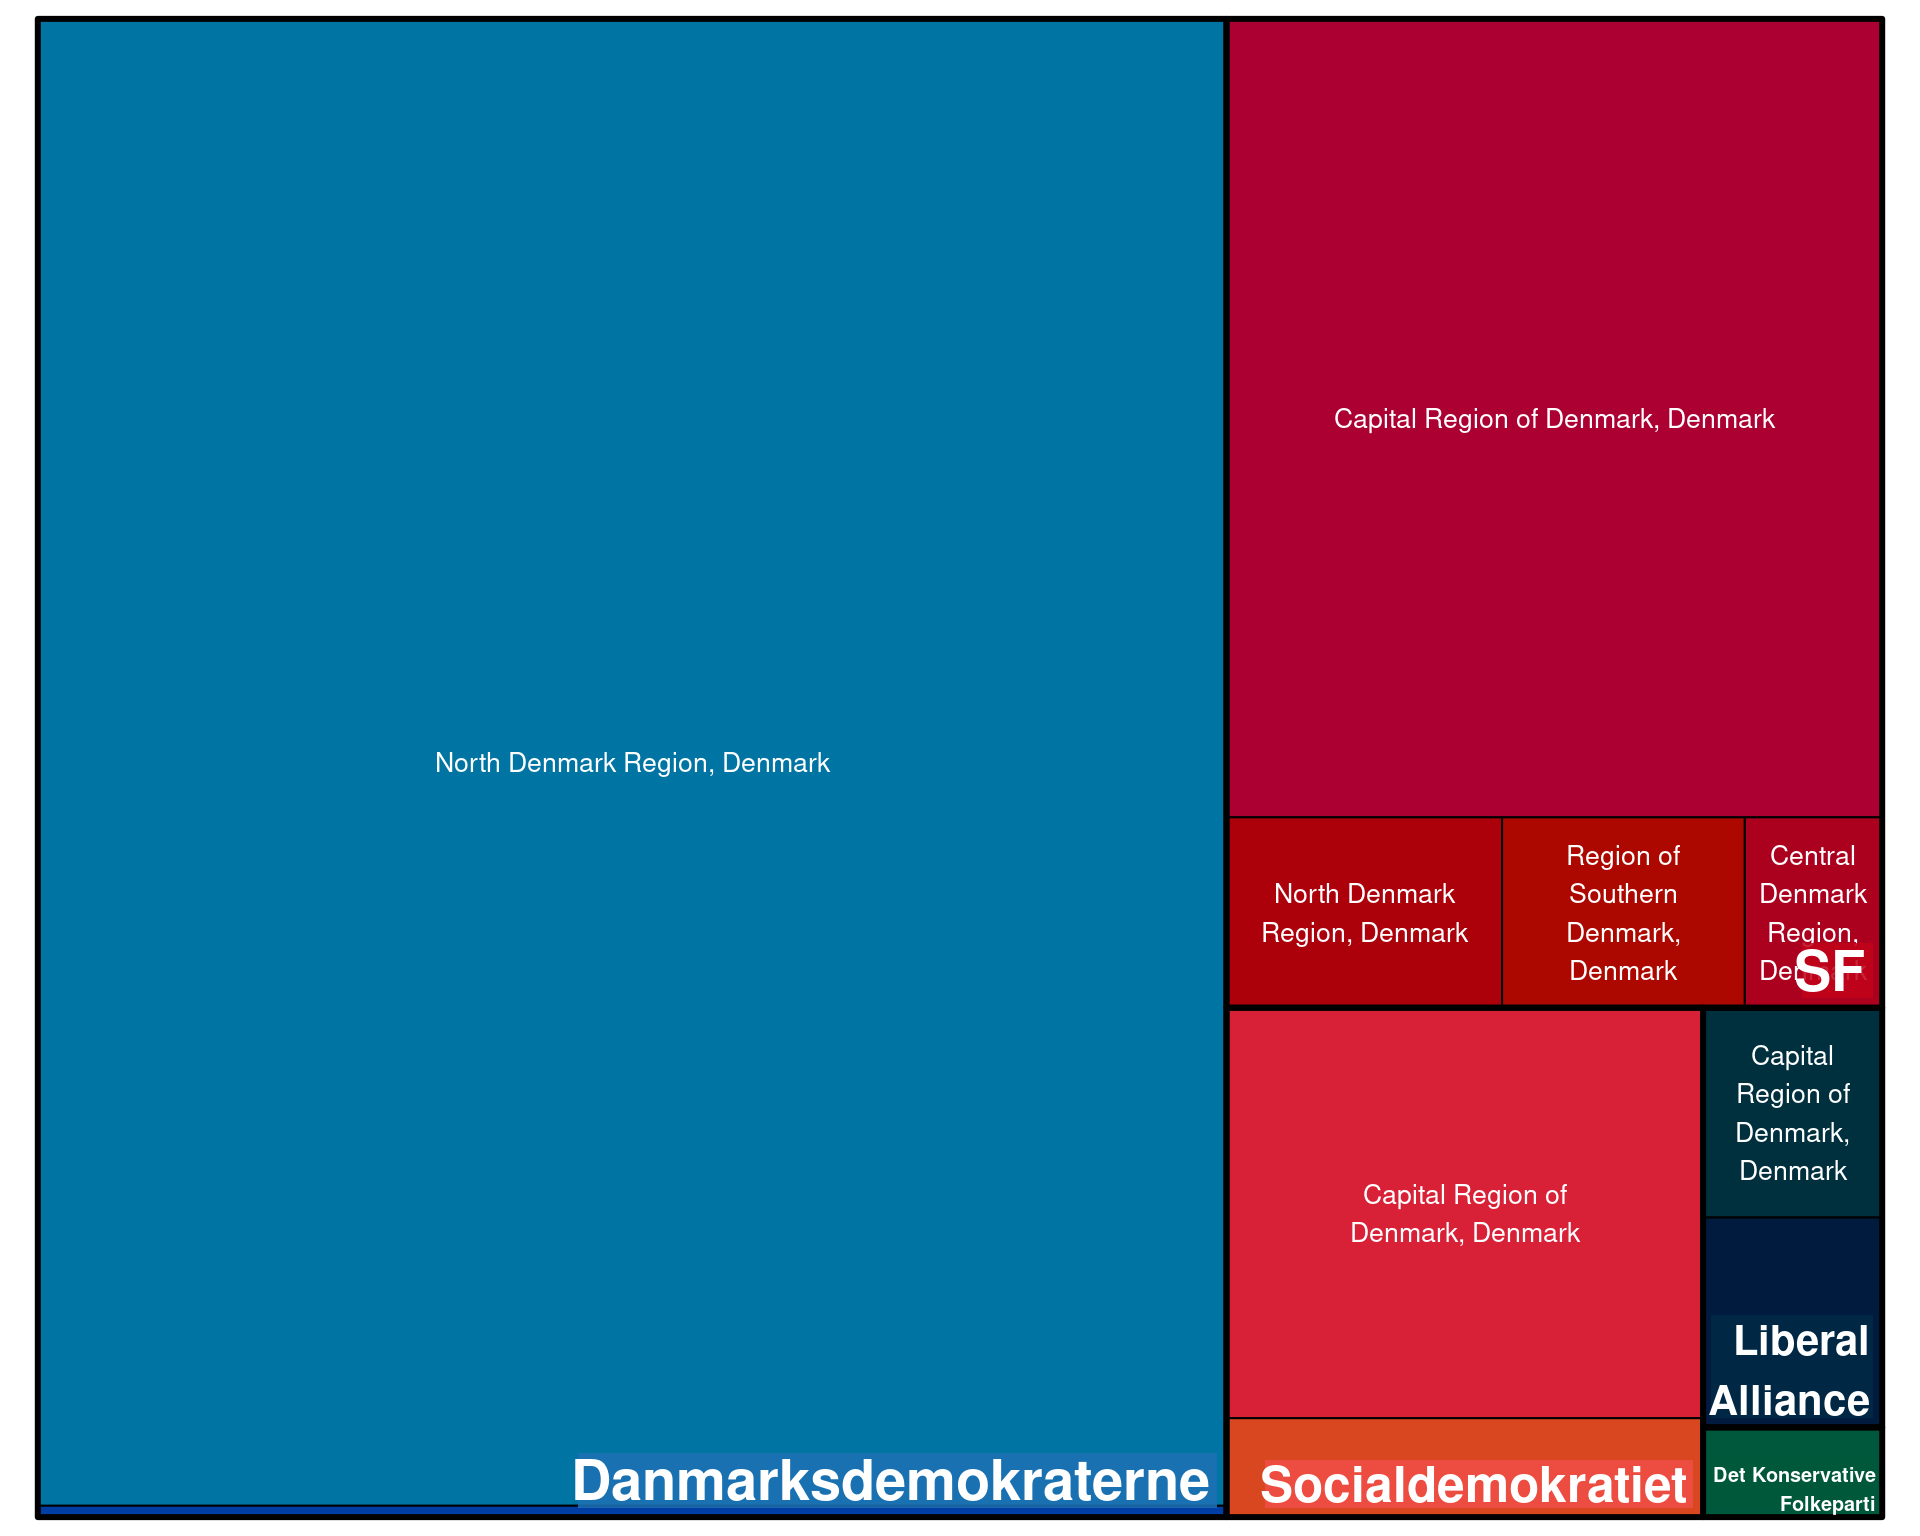 North Denmark Region, Denmark
Danmarksdemokraterne
Capital Region of Denmark, Denmark
North Denmark
Region, Denmark
Region of
Southern
Denmark,
Denmark
Central
Denmark
Region,
Denmark
SF
Capital Region of
Denmark, Denmark
Socialdemokratiet
Capital
Region of
Denmark,
Denmark
Liberal
Alliance
Det Konservative
Folkeparti